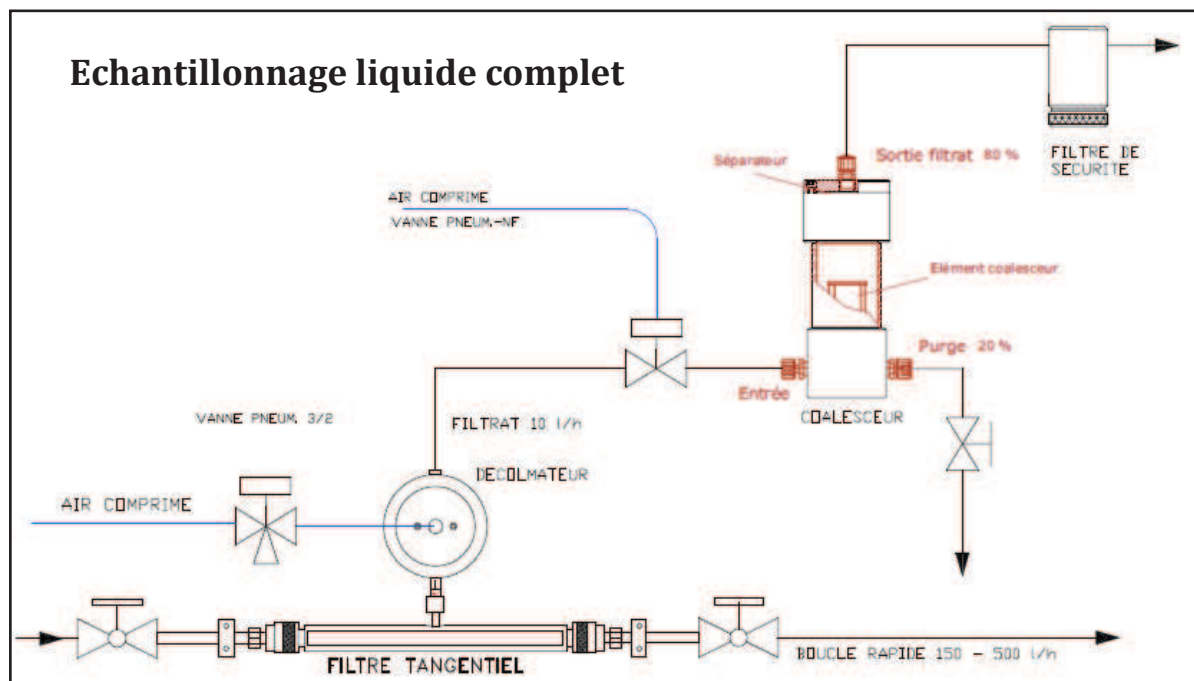 Echantillonnage liquide complet
Séparateur
Sortie filtrat 80 %
FILTRE DE
SECURITE
AIR COMPRIME
VANNE PNEUM.-NF
Elément coalesceur
Purge 20 %
Entrée
COALESCEUR
VANNE PNEUM. 3/2
FILTRAT 10 l/h
DECOLMATEUR
AIR COMPRIME
FILTRE TANGENTIEL
BOUCLE RAPIDE 150 - 500 l/h